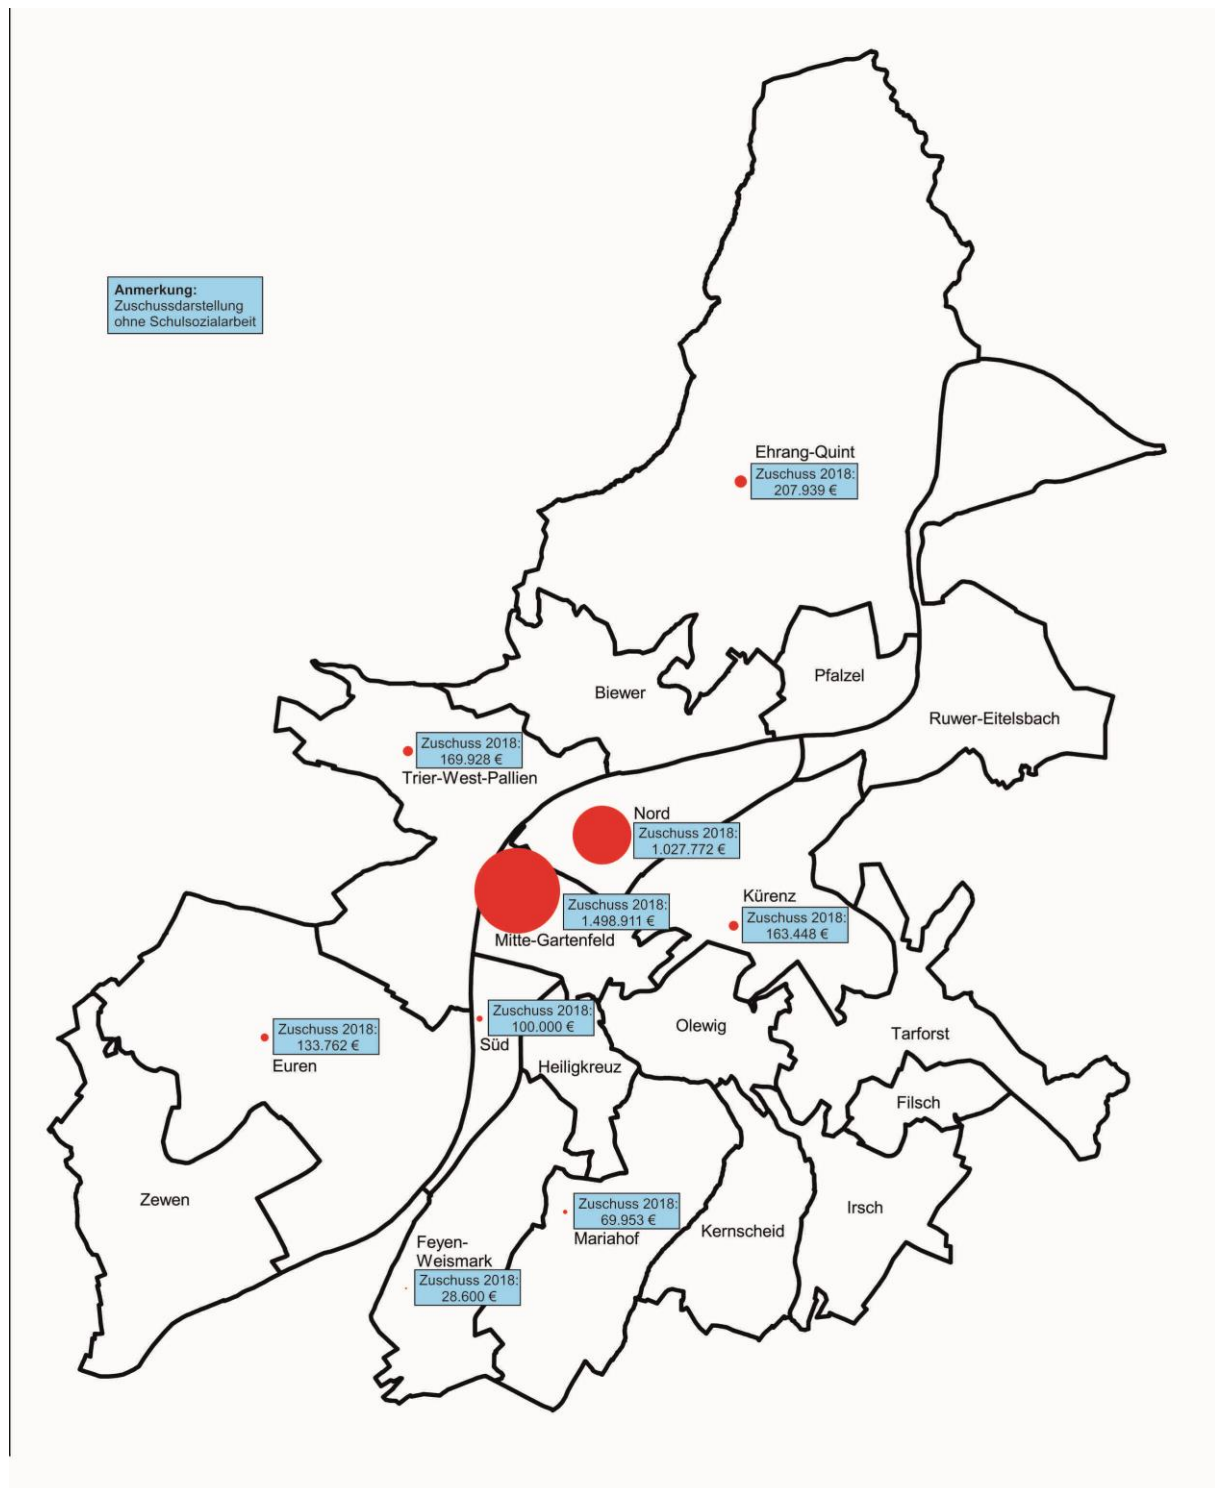 Anmerkung:
Zuschussdarstellung
ohne Schulsozialarbeit
Ehrang-Quint
Zuschuss 2018:
207.939 €
Pfalzel
Biewer
Ruwer-Eitelsbach
Zuschuss 2018:
169.928 €
Trier-West-Pallien
Nord
Zuschuss 2018:
1.027.772 €
Kürenz
Zuschuss 2018:
163.448 €
Zuschuss 2018:
1.498.911 €
Mitte-Gartenfeld
Zuschuss 2018:
100.000 €
Süd
Olewig
Tarforst
Zuschuss 2018:
133.762 €
Euren
Heiligkreuz
Filsch
Zewen
Zuschuss 2018:
69.953 €
Mariahof
Kernscheid
Irsch
Feyen-
Weismark
Zuschuss 2018:
28.600 €